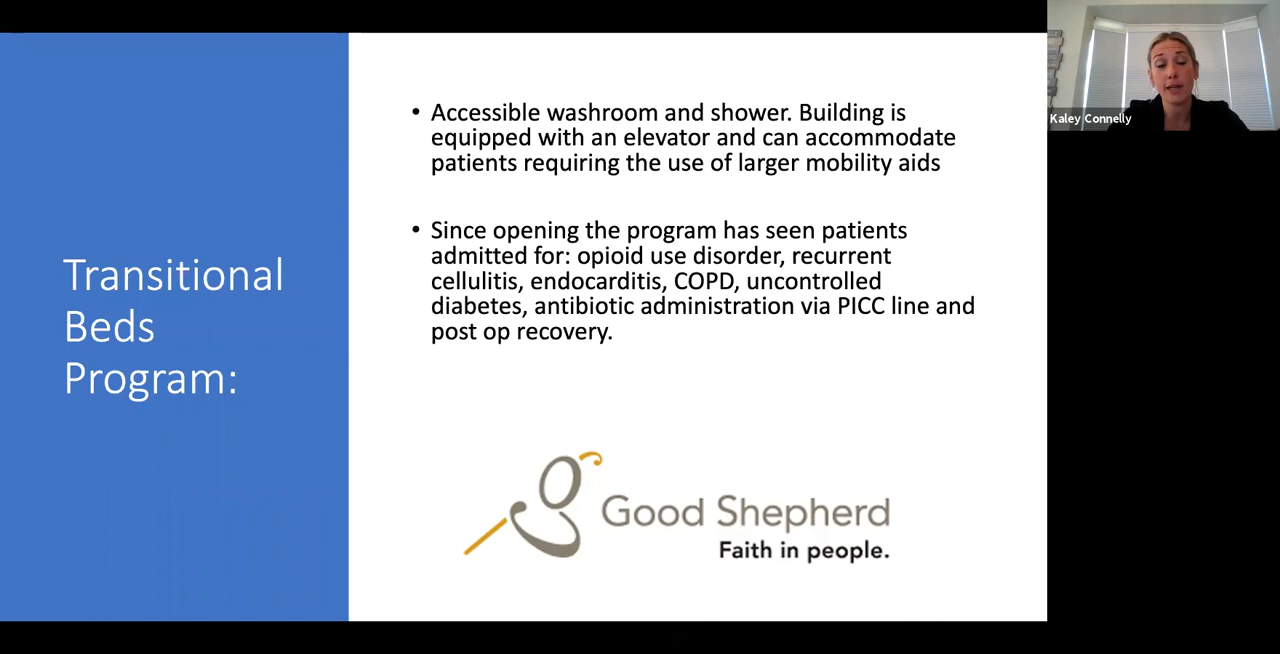 Transitional
Beds
Program:
• Accessible washroom and shower. Building is
equipped with an elevator and can accommodate
patients requiring the use of larger mobility aids
• Since opening the program has seen patients
admitted for: opioid use disorder, recurrent
cellulitis, endocarditis, COPD, uncontrolled
diabetes, antibiotic administration via PICC line and
post op recovery.
Good Shepherd
Faith in people.
Kaley Connelly